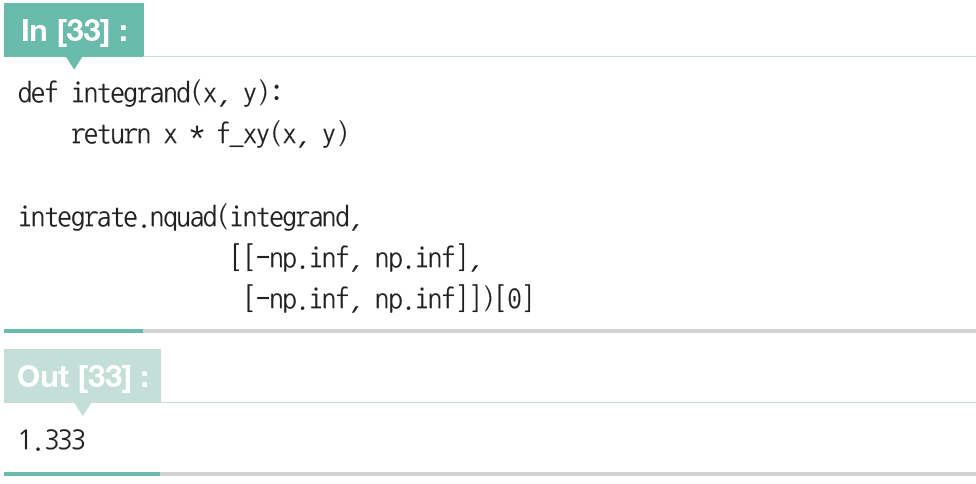 In [33] :
def integrand(x, y):
    return x * f_xy(x, y)
integrate.nquad(integrand,
                [[-np.inf, np.inf],
                 [-np.inf, np.inf]])[0]
Out [33] :
1.333